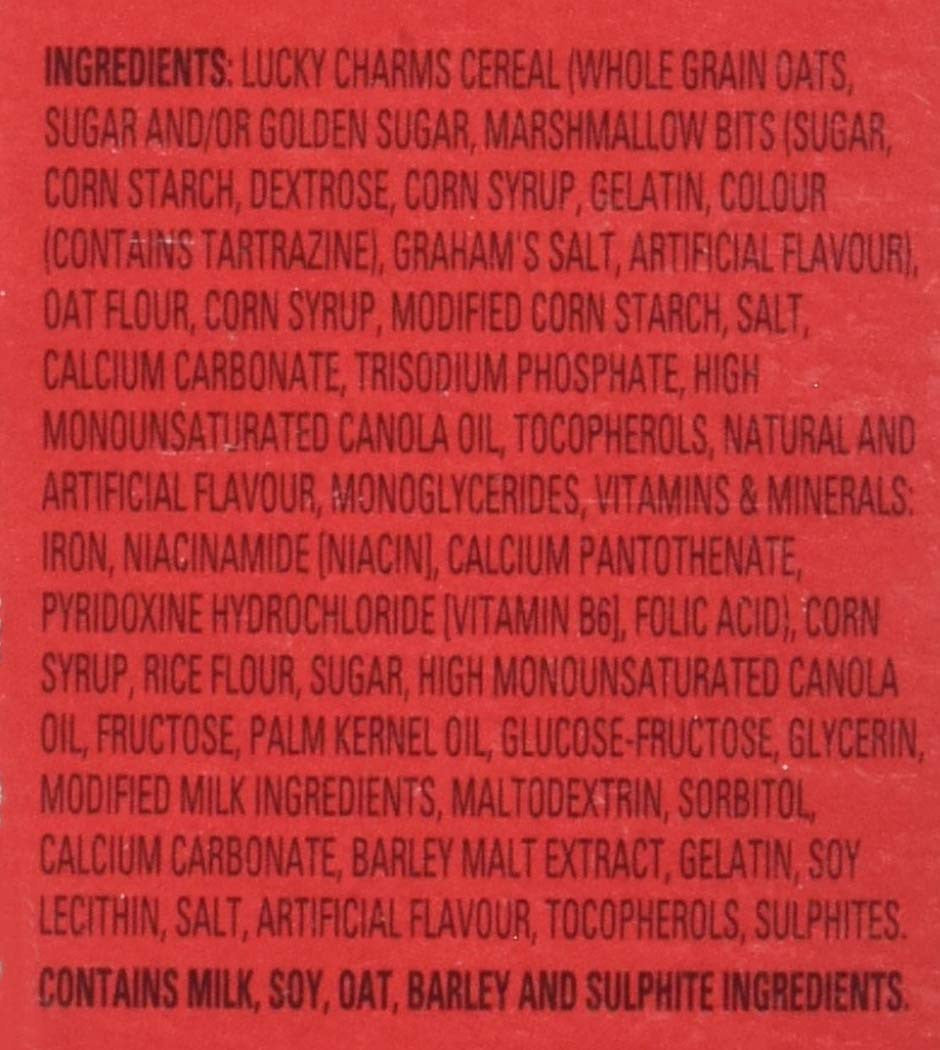 INGREDIENTS: LUCKY CHARMS CEREAL (WHOLE GRAIN OATS,
SUGAR AND/OR GOLDEN SUGAR, MARSHMALLOW BITS (SUGAR,
CORN STARCH, DEXTROSE, CORN SYRUP, GELATIN, COLOUR
(CONTAINS TARTRAZINE), GRAHAM'S SALT, ARTIFICIAL FLAVOUR),
OAT FLOUR, CORN SYRUP, MODIFIED CORN STARCH, SALT,
CALCIUM CARBONATE, TRISODIUM PHOSPHATE, HIGH
MONOUNSATURATED CANOLA OIL, TOCOPHEROLS, NATURAL AND
ARTIFICIAL FLAVOUR, MONOGLYCERIDES, VITAMINS & MINERALS:
IRON, NIACINAMIDE [NIACIN], CALCIUM PANTOTHENATE,
PYRIDOXINE HYDROCHLORIDE [VITAMIN B6], FOLIC ACID), CORN
SYRUP, RICE FLOUR, SUGAR, HIGH MONOUNSATURATED CANOLA
OIL, FRUCTOSE, PALM KERNEL OIL, GLUCOSE-FRUCTOSE, GLYCERIN,
MODIFIED MILK INGREDIENTS, MALTODEXTRIN, SORBITOL,
CALCIUM CARBONATE, BARLEY MALT EXTRACT, GELATIN, SOY
LECITHIN, SALT, ARTIFICIAL FLAVOUR, TOCOPHEROLS, SULPHITES.
CONTAINS MILK, SOY, OAT, BARLEY AND SULPHITE INGREDIENTS.